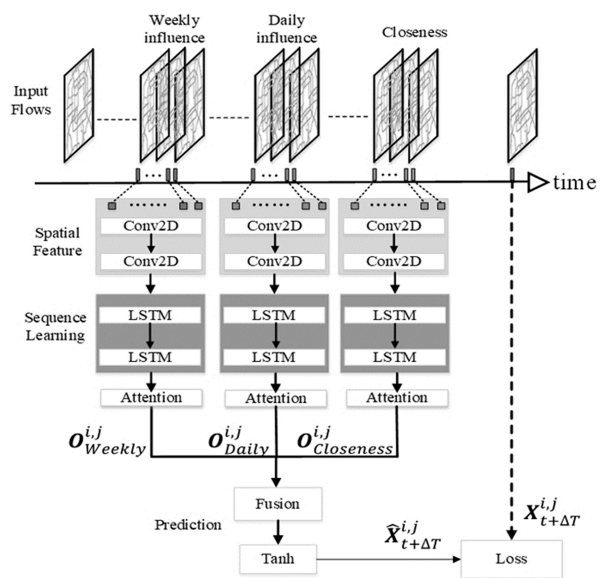 Weekly influence
Daily influence
Closeness
Input Flows
time
Spatial Feature
Conv2D
Conv2D
Conv2D
Conv2D
Conv2D
Conv2D
Sequence Learning
LSTM
LSTM
LSTM
LSTM
LSTM
LSTM
Attention
Attention
Attention
O^{i,j}_{Weekly}
O^{i,j}_{Daily}
O^{i,j}_{Closeness}
Fusion
X^{i,j}_{t+ΔT}
Prediction
X̂^{i,j}_{t+ΔT}
Tanh
Loss